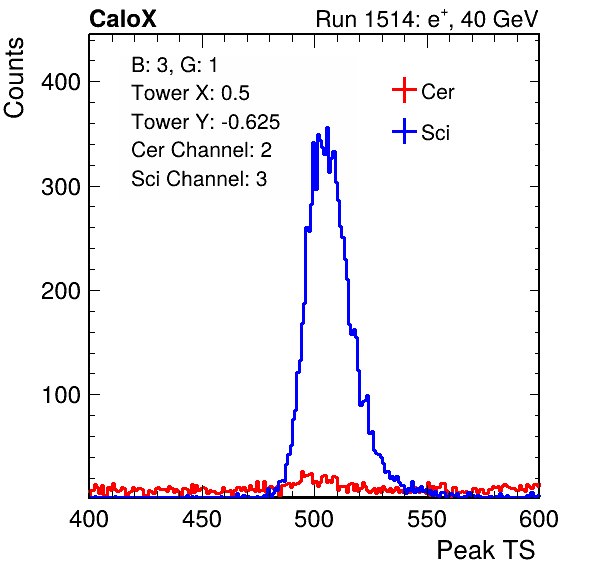 CaloX Run 1514: e⁺, 40 GeV
Counts
B: 3, G: 1
Tower X: 0.5
Tower Y: -0.625
Cer Channel: 2
Sci Channel: 3
Cer
Sci
400
300
200
100
400 450 500 550 600
Peak TS